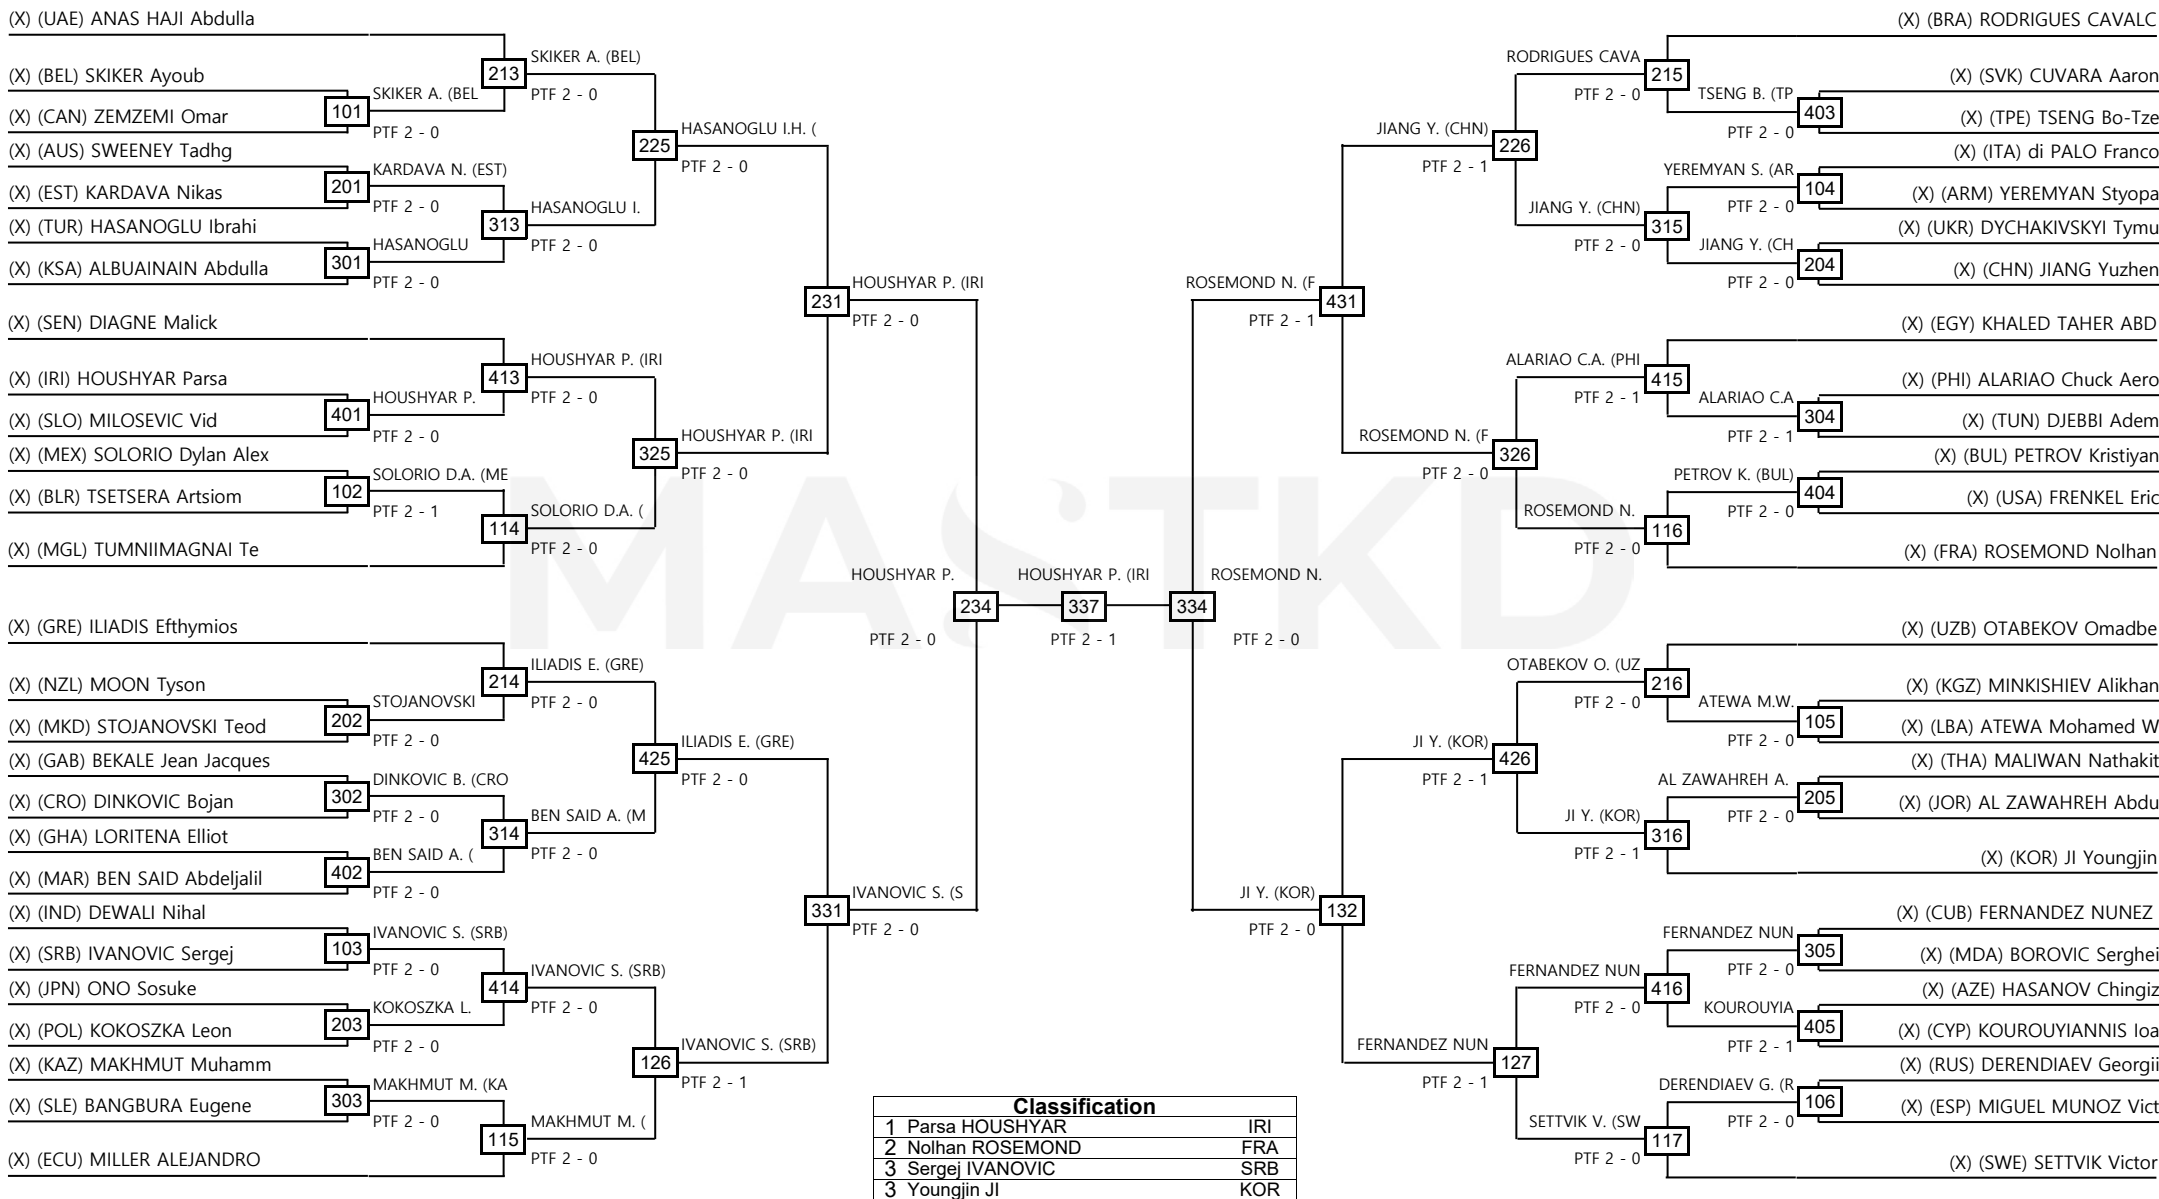 (X) (UAE) ANAS HAJI Abdulla
(X) (BEL) SKIKER Ayoub
(X) (CAN) ZEMZEMI Omar
(X) (AUS) SWEENEY Tadhg
(X) (EST) KARDAVA Nikas
(X) (TUR) HASANOGLU Ibrahi
(X) (KSA) ALBUAINAIN Abdulla
(X) (SEN) DIAGNE Malick
(X) (IRI) HOUSHYAR Parsa
(X) (SLO) MILOSEVIC Vid
(X) (MEX) SOLORIO Dylan Alex
(X) (BLR) TSETSERA Artsiom
(X) (MGL) TUMNIIMAGNAI Te
(X) (GRE) ILIADIS Efthymios
(X) (NZL) MOON Tyson
(X) (MKD) STOJANOVSKI Teod
(X) (GAB) BEKALE Jean Jacques
(X) (CRO) DINKOVIC Bojan
(X) (GHA) LORITENA Elliot
(X) (MAR) BEN SAID Abdeljalil
(X) (IND) DEWALI Nihal
(X) (SRB) IVANOVIC Sergej
(X) (JPN) ONO Sosuke
(X) (POL) KOKOSZKA Leon
(X) (KAZ) MAKHMUT Muhamm
(X) (SLE) BANGBURA Eugene
(X) (ECU) MILLER ALEJANDRO
101
SKIKER A. (BEL
PTF 2 - 0
201
KARDAVA N. (EST)
PTF 2 - 0
301
HASANOGLU
PTF 2 - 0
401
HOUSHYAR P.
PTF 2 - 0
102
SOLORIO D.A. (ME
PTF 2 - 1
202
STOJANOVSKI
PTF 2 - 0
302
DINKOVIC B. (CRO
PTF 2 - 0
402
BEN SAID A. (
PTF 2 - 0
103
IVANOVIC S. (SRB)
PTF 2 - 0
203
KOKOSZKA L.
PTF 2 - 0
303
MAKHMUT M. (KA
PTF 2 - 0
213
SKIKER A. (BEL)
PTF 2 - 0
313
HASANOGLU I.
PTF 2 - 0
413
HOUSHYAR P. (IRI
PTF 2 - 0
114
SOLORIO D.A. (
PTF 2 - 0
214
ILIADIS E. (GRE)
PTF 2 - 0
314
BEN SAID A. (M
PTF 2 - 0
414
IVANOVIC S. (SRB)
PTF 2 - 0
115
MAKHMUT M. (
PTF 2 - 0
225
HASANOGLU I.H. (
PTF 2 - 0
325
HOUSHYAR P. (IRI
PTF 2 - 0
425
ILIADIS E. (GRE)
PTF 2 - 0
126
IVANOVIC S. (SRB)
PTF 2 - 1
231
HOUSHYAR P. (IRI
PTF 2 - 0
331
IVANOVIC S. (S
PTF 2 - 0
HOUSHYAR P.
234
PTF 2 - 0
HOUSHYAR P. (IRI
337
PTF 2 - 1
ROSEMOND N.
334
PTF 2 - 0
MASTKD
ROSEMOND N. (F
431
PTF 2 - 1
JI Y. (KOR)
132
PTF 2 - 0
JIANG Y. (CHN)
226
PTF 2 - 1
ROSEMOND N. (F
326
PTF 2 - 0
JI Y. (KOR)
426
PTF 2 - 1
FERNANDEZ NUN
127
PTF 2 - 1
RODRIGUES CAVA
215
PTF 2 - 0
JIANG Y. (CHN)
315
PTF 2 - 0
ALARIAO C.A. (PHI
415
PTF 2 - 1
ROSEMOND N.
116
PTF 2 - 0
OTABEKOV O. (UZ
216
PTF 2 - 0
JI Y. (KOR)
316
PTF 2 - 1
FERNANDEZ NUN
416
PTF 2 - 0
SETTVIK V. (SW
117
PTF 2 - 0
TSENG B. (TP
403
PTF 2 - 0
YEREMYAN S. (AR
104
PTF 2 - 0
JIANG Y. (CH
204
PTF 2 - 0
ALARIAO C.A
304
PTF 2 - 1
PETROV K. (BUL)
404
PTF 2 - 0
ATEWA M.W.
105
PTF 2 - 0
AL ZAWAHREH A.
205
PTF 2 - 0
FERNANDEZ NUN
305
PTF 2 - 0
KOUROUYIA
405
PTF 2 - 1
DERENDIAEV G. (R
106
PTF 2 - 0
(X) (BRA) RODRIGUES CAVALC
(X) (SVK) CUVARA Aaron
(X) (TPE) TSENG Bo-Tze
(X) (ITA) di PALO Franco
(X) (ARM) YEREMYAN Styopa
(X) (UKR) DYCHAKIVSKYI Tymu
(X) (CHN) JIANG Yuzhen
(X) (EGY) KHALED TAHER ABD
(X) (PHI) ALARIAO Chuck Aero
(X) (TUN) DJEBBI Adem
(X) (BUL) PETROV Kristiyan
(X) (USA) FRENKEL Eric
(X) (FRA) ROSEMOND Nolhan
(X) (UZB) OTABEKOV Omadbe
(X) (KGZ) MINKISHIEV Alikhan
(X) (LBA) ATEWA Mohamed W
(X) (THA) MALIWAN Nathakit
(X) (JOR) AL ZAWAHREH Abdu
(X) (KOR) JI Youngjin
(X) (CUB) FERNANDEZ NUNEZ
(X) (MDA) BOROVIC Serghei
(X) (AZE) HASANOV Chingiz
(X) (CYP) KOUROUYIANNIS Ioa
(X) (RUS) DERENDIAEV Georgii
(X) (ESP) MIGUEL MUNOZ Vict
(X) (SWE) SETTVIK Victor
Classification
1 Parsa HOUSHYAR IRI
2 Nolhan ROSEMOND FRA
3 Sergej IVANOVIC SRB
3 Youngjin JI KOR